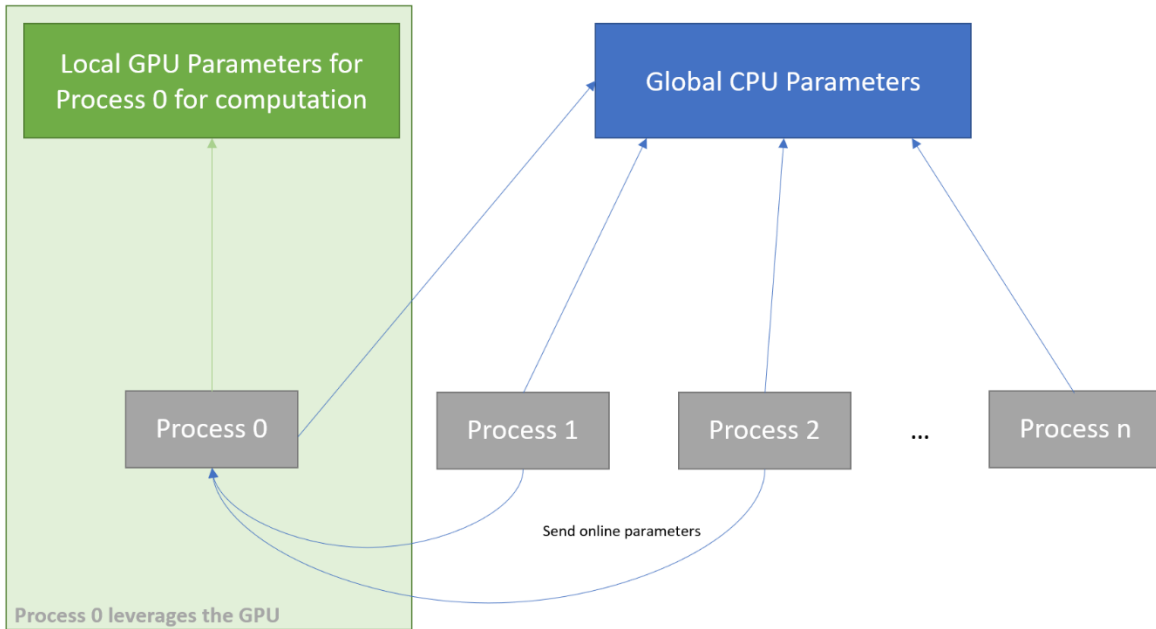 Local GPU Parameters for
Process 0 for computation
Global CPU Parameters
Process 0
Process 1
Process 2
...
Process n
Send online parameters
Process 0 leverages the GPU